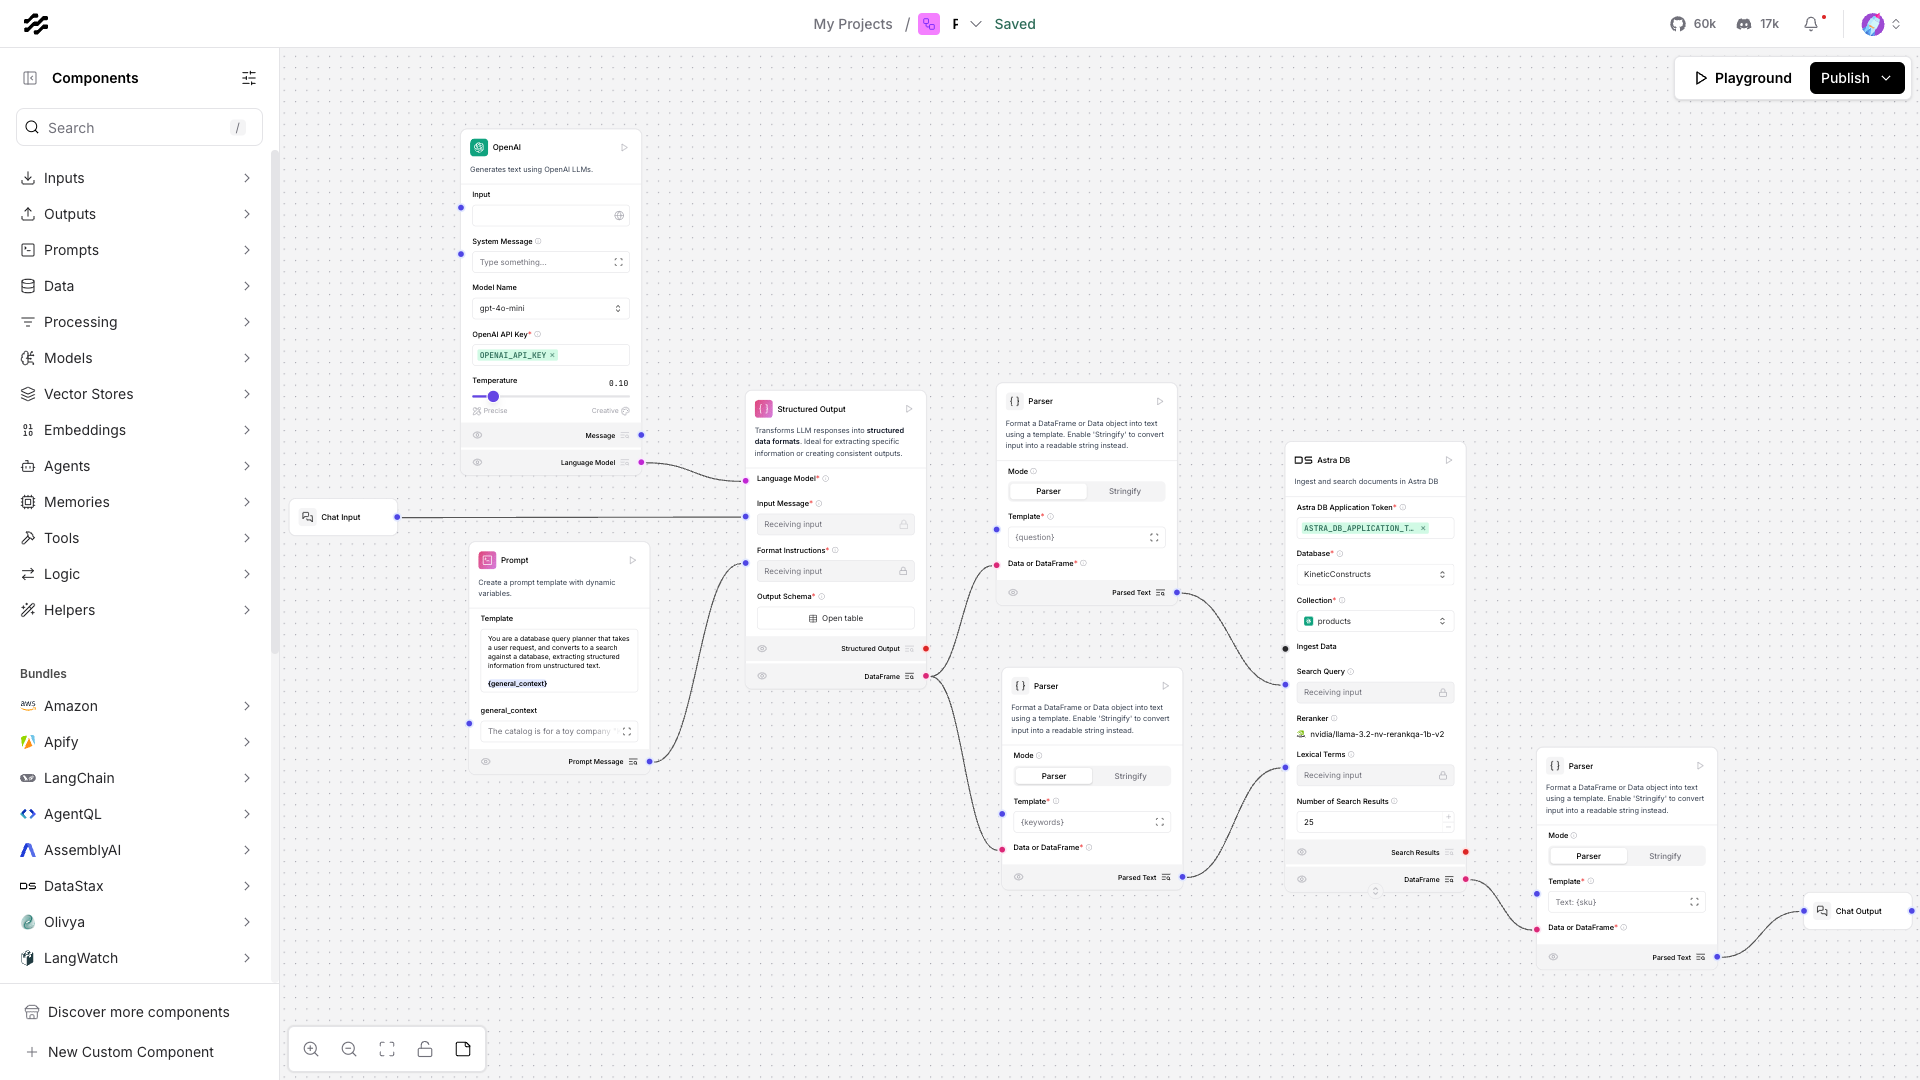 My Projects / F Saved
60k
17k
Components
Playground
Publish
Search /
Inputs
Outputs
Prompts
Data
Processing
Models
Vector Stores
Embeddings
Agents
Memories
Tools
Logic
Helpers
Bundles
aws Amazon
Apify
LangChain
AgentQL
AssemblyAI
DS DataStax
Olivya
LangWatch
Discover more components
New Custom Component
OpenAI
Generates text using OpenAI LLMs.
Input
System Message
Type something...
Model Name
gpt-4o-mini
OpenAI API Key*
OPENAI_API_KEY ×
Temperature 0.10
Precise Creative
Message
Language Model
Chat Input
Prompt
Create a prompt template with dynamic
variables.
Template
You are a database query planner that takes
a user request, and converts to a search
against a database, extracting structured
information from unstructured text.
{general_context}
general_context
The catalog is for a toy company
Prompt Message
Structured Output
Transforms LLM responses into structured
data formats. Ideal for extracting specific
information or creating consistent outputs.
Language Model*
Input Message*
Receiving input
Format Instructions*
Receiving input
Output Schema*
Open table
Structured Output
DataFrame
Parser
Format a DataFrame or Data object into text
using a template. Enable 'Stringify' to convert
input into a readable string instead.
Mode
Parser Stringify
Template*
{question}
Data or DataFrame*
Parsed Text
Parser
Format a DataFrame or Data object into text
using a template. Enable 'Stringify' to convert
input into a readable string instead.
Mode
Parser Stringify
Template*
{keywords}
Data or DataFrame*
Parsed Text
DS Astra DB
Ingest and search documents in Astra DB
Astra DB Application Token*
ASTRA_DB_APPLICATION_T… ×
Database*
KineticConstructs
Collection*
products
Ingest Data
Search Query
Receiving input
Reranker
nvidia/llama-3.2-nv-rerankqa-1b-v2
Lexical Terms
Receiving input
Number of Search Results
25
Search Results
DataFrame
Parser
Format a DataFrame or Data object into text
using a template. Enable 'Stringify' to convert
input into a readable string instead.
Mode
Parser Stringify
Template*
Text: {sku}
Data or DataFrame*
Parsed Text
Chat Output